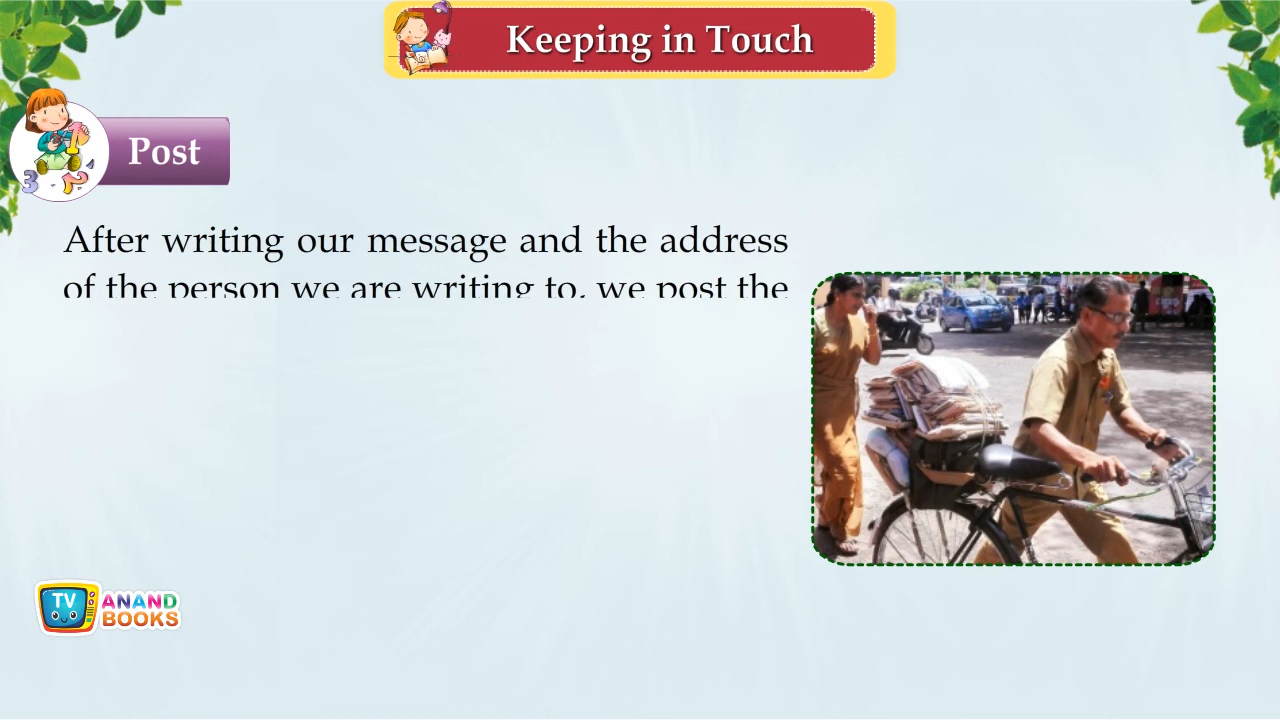 Keeping in Touch
Post
After writing our message and the address
of the person we are writing to, we post the
TV
ANAND
BOOKS